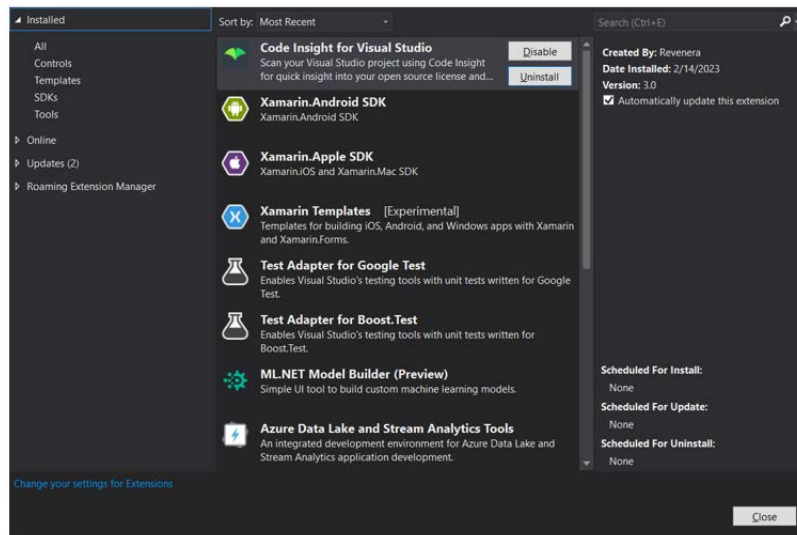 Installed
All
Controls
Templates
SDKs
Tools
Online
Updates (2)
Roaming Extension Manager
Change your settings for Extensions
Sort by: Most Recent
Code Insight for Visual Studio
Scan your Visual Studio project using Code Insight
for quick insight into your open source license and...
Disable
Uninstall
Xamarin.Android SDK
Xamarin.Android SDK
Xamarin.Apple SDK
Xamarin.iOS and Xamarin.Mac SDK
Xamarin Templates [Experimental]
Templates for building iOS, Android, and Windows apps with Xamarin
and Xamarin.Forms.
Test Adapter for Google Test
Enables Visual Studio's testing tools with unit tests written for Google
Test.
Test Adapter for Boost.Test
Enables Visual Studio's testing tools with unit tests written for
Boost.Test.
ML.NET Model Builder (Preview)
Simple UI tool to build custom machine learning models.
Azure Data Lake and Stream Analytics Tools
An integrated development environment for Azure Data Lake and
Stream Analytics application development.
Search (Ctrl+E)
Created By: Revenera
Date Installed: 2/14/2023
Version: 3.0
Automatically update this extension
Scheduled For Install:
None
Scheduled For Update:
None
Scheduled For Uninstall:
None
Close